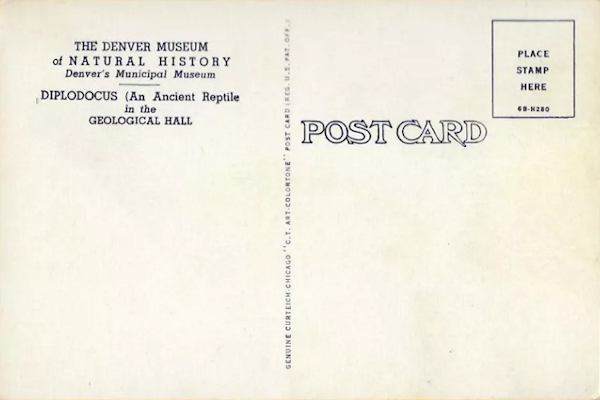 THE DENVER MUSEUM
of NATURAL HISTORY
Denver's Municipal Museum
DIPLODOCUS (An Ancient Reptile
in the
GEOLOGICAL HALL
GENUINE CURTEICH-CHICAGO "C.T. ART-COLORTONE" POST CARD (REG. U.S. PAT. OFF.)
POST CARD
PLACE
STAMP
HERE
6B-H280